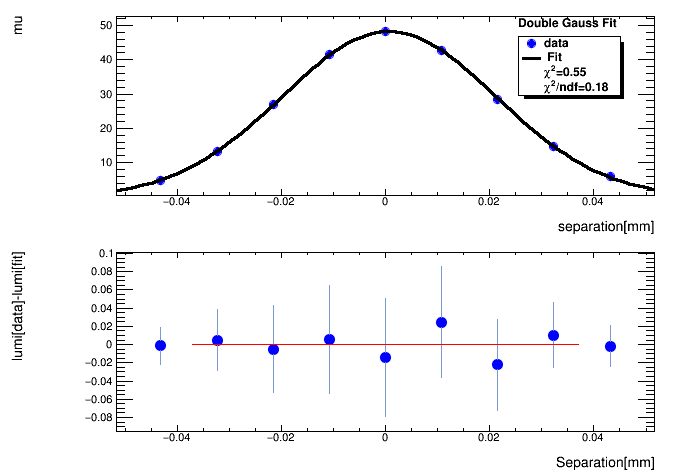 mu
Double Gauss Fit
data
Fit
χ²=0.55
χ²/ndf=0.18
50
40
30
20
10
−0.04 −0.02 0 0.02 0.04
separation[mm]
lumi[data]-lumi[fit]
0.1
0.08
0.06
0.04
0.02
0
−0.02
−0.04
−0.06
−0.08
−0.04 −0.02 0 0.02 0.04
Separation[mm]